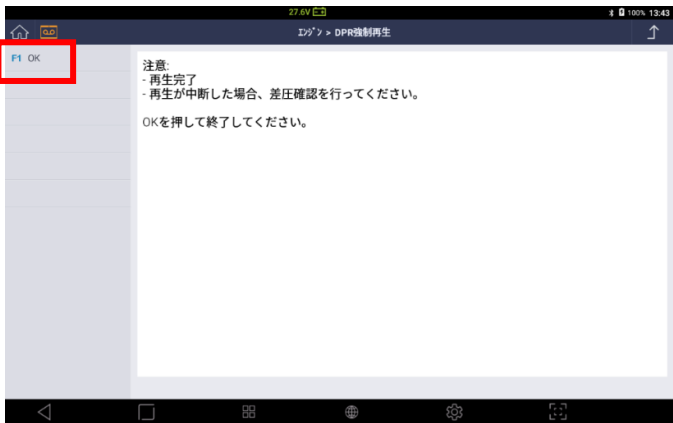 27.6V
100% 13:43
ｴﾝｼﾞﾝ > DPR強制再生
F1 OK
注意:
- 再生完了
- 再生が中断した場合、差圧確認を行ってください。
OKを押して終了してください。